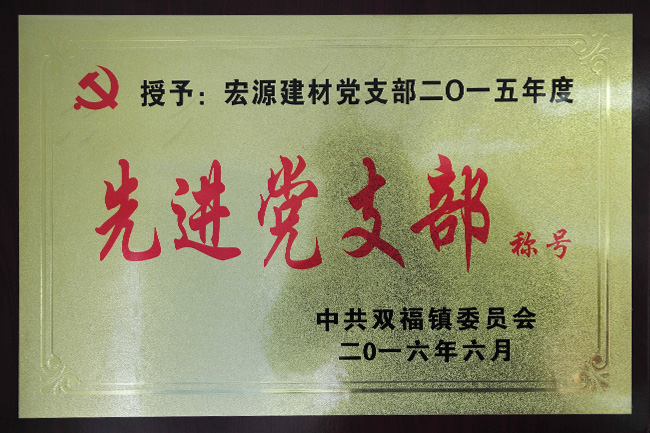 授予：宏源建材党支部二〇一五年度
先进党支部 称号
中共双福镇委员会
二〇一六年六月